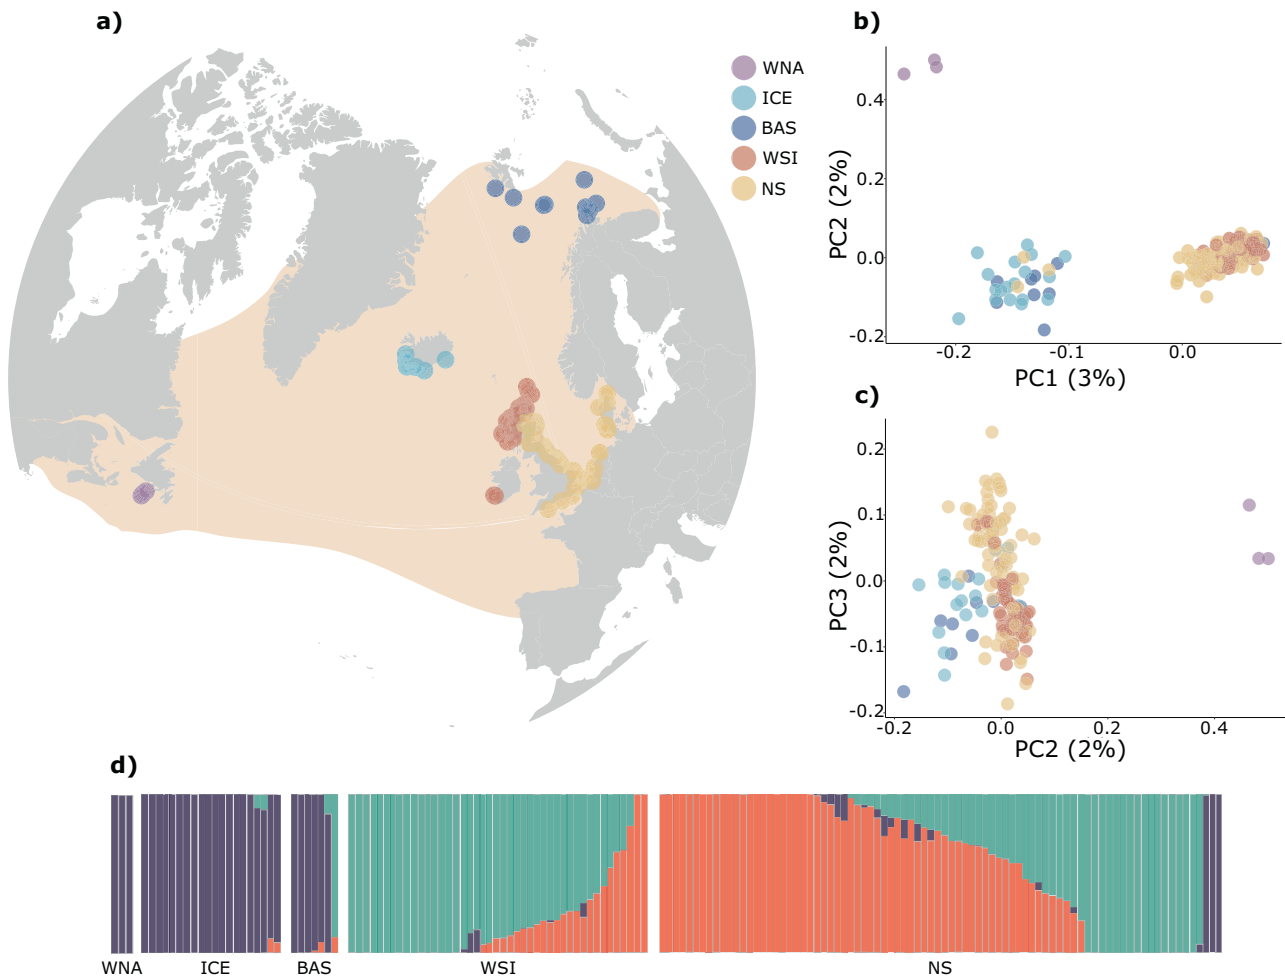 a)
WNA
ICE
BAS
WSI
NS
b)
PC2 (2%)
0.4
0.2
0.0
-0.2
-0.2
-0.1
0.0
PC1 (3%)
c)
PC3 (2%)
0.2
0.1
0.0
-0.1
-0.2
-0.2
0.0
0.2
0.4
PC2 (2%)
d)
WNA
ICE
BAS
WSI
NS